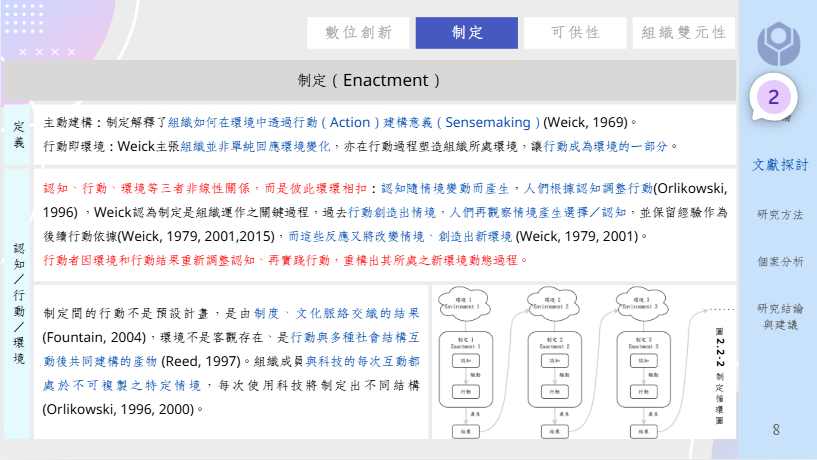 數位創新
制定
可供性
組織雙元性
制定（Enactment）
定義
主動建構：制定解釋了組織如何在環境中透過行動（Action）建構意義（Sensemaking）(Weick, 1969)。
行動即環境：Weick主張組織並非單純回應環境變化，亦在行動過程塑造組織所處環境，讓行動成為環境的一部分。
認知／行動／環境
認知、行動、環境等三者非線性關係，而是彼此環環相扣：認知隨情境變動而產生，人們根據認知調整行動(Orlikowski,
1996) ，Weick認為制定是組織運作之關鍵過程，過去行動創造出情境，人們再觀察情境產生選擇／認知，並保留經驗作為
後續行動依據(Weick, 1979, 2001,2015)，而這些反應又將改變情境、創造出新環境 (Weick, 1979, 2001)。
行動者因環境和行動結果重新調整認知、再實踐行動，重構出其所處之新環境動態過程。
制定間的行動不是預設計畫，是由制度、文化脈絡交織的結果
(Fountain, 2004)，環境不是客觀存在、是行動與多種社會結構互
動後共同建構的產物 (Reed, 1997)。組織成員與科技的每次互動都
處於不可複製之特定情境，每次使用科技將制定出不同結構
(Orlikowski, 1996, 2000)。
環境 1
Environment 1
環境 2
Environment 2
環境 3
Environment 3
制定 1
Enactment 1
制定 2
Enactment 2
制定 3
Enactment 3
認知
認知
認知
驅動
驅動
驅動
行動
行動
行動
產生
產生
產生
結果
結果
結果
圖 2.2-2 制定循環圖
2
文獻探討
研究方法
個案分析
研究結論
與建議
8